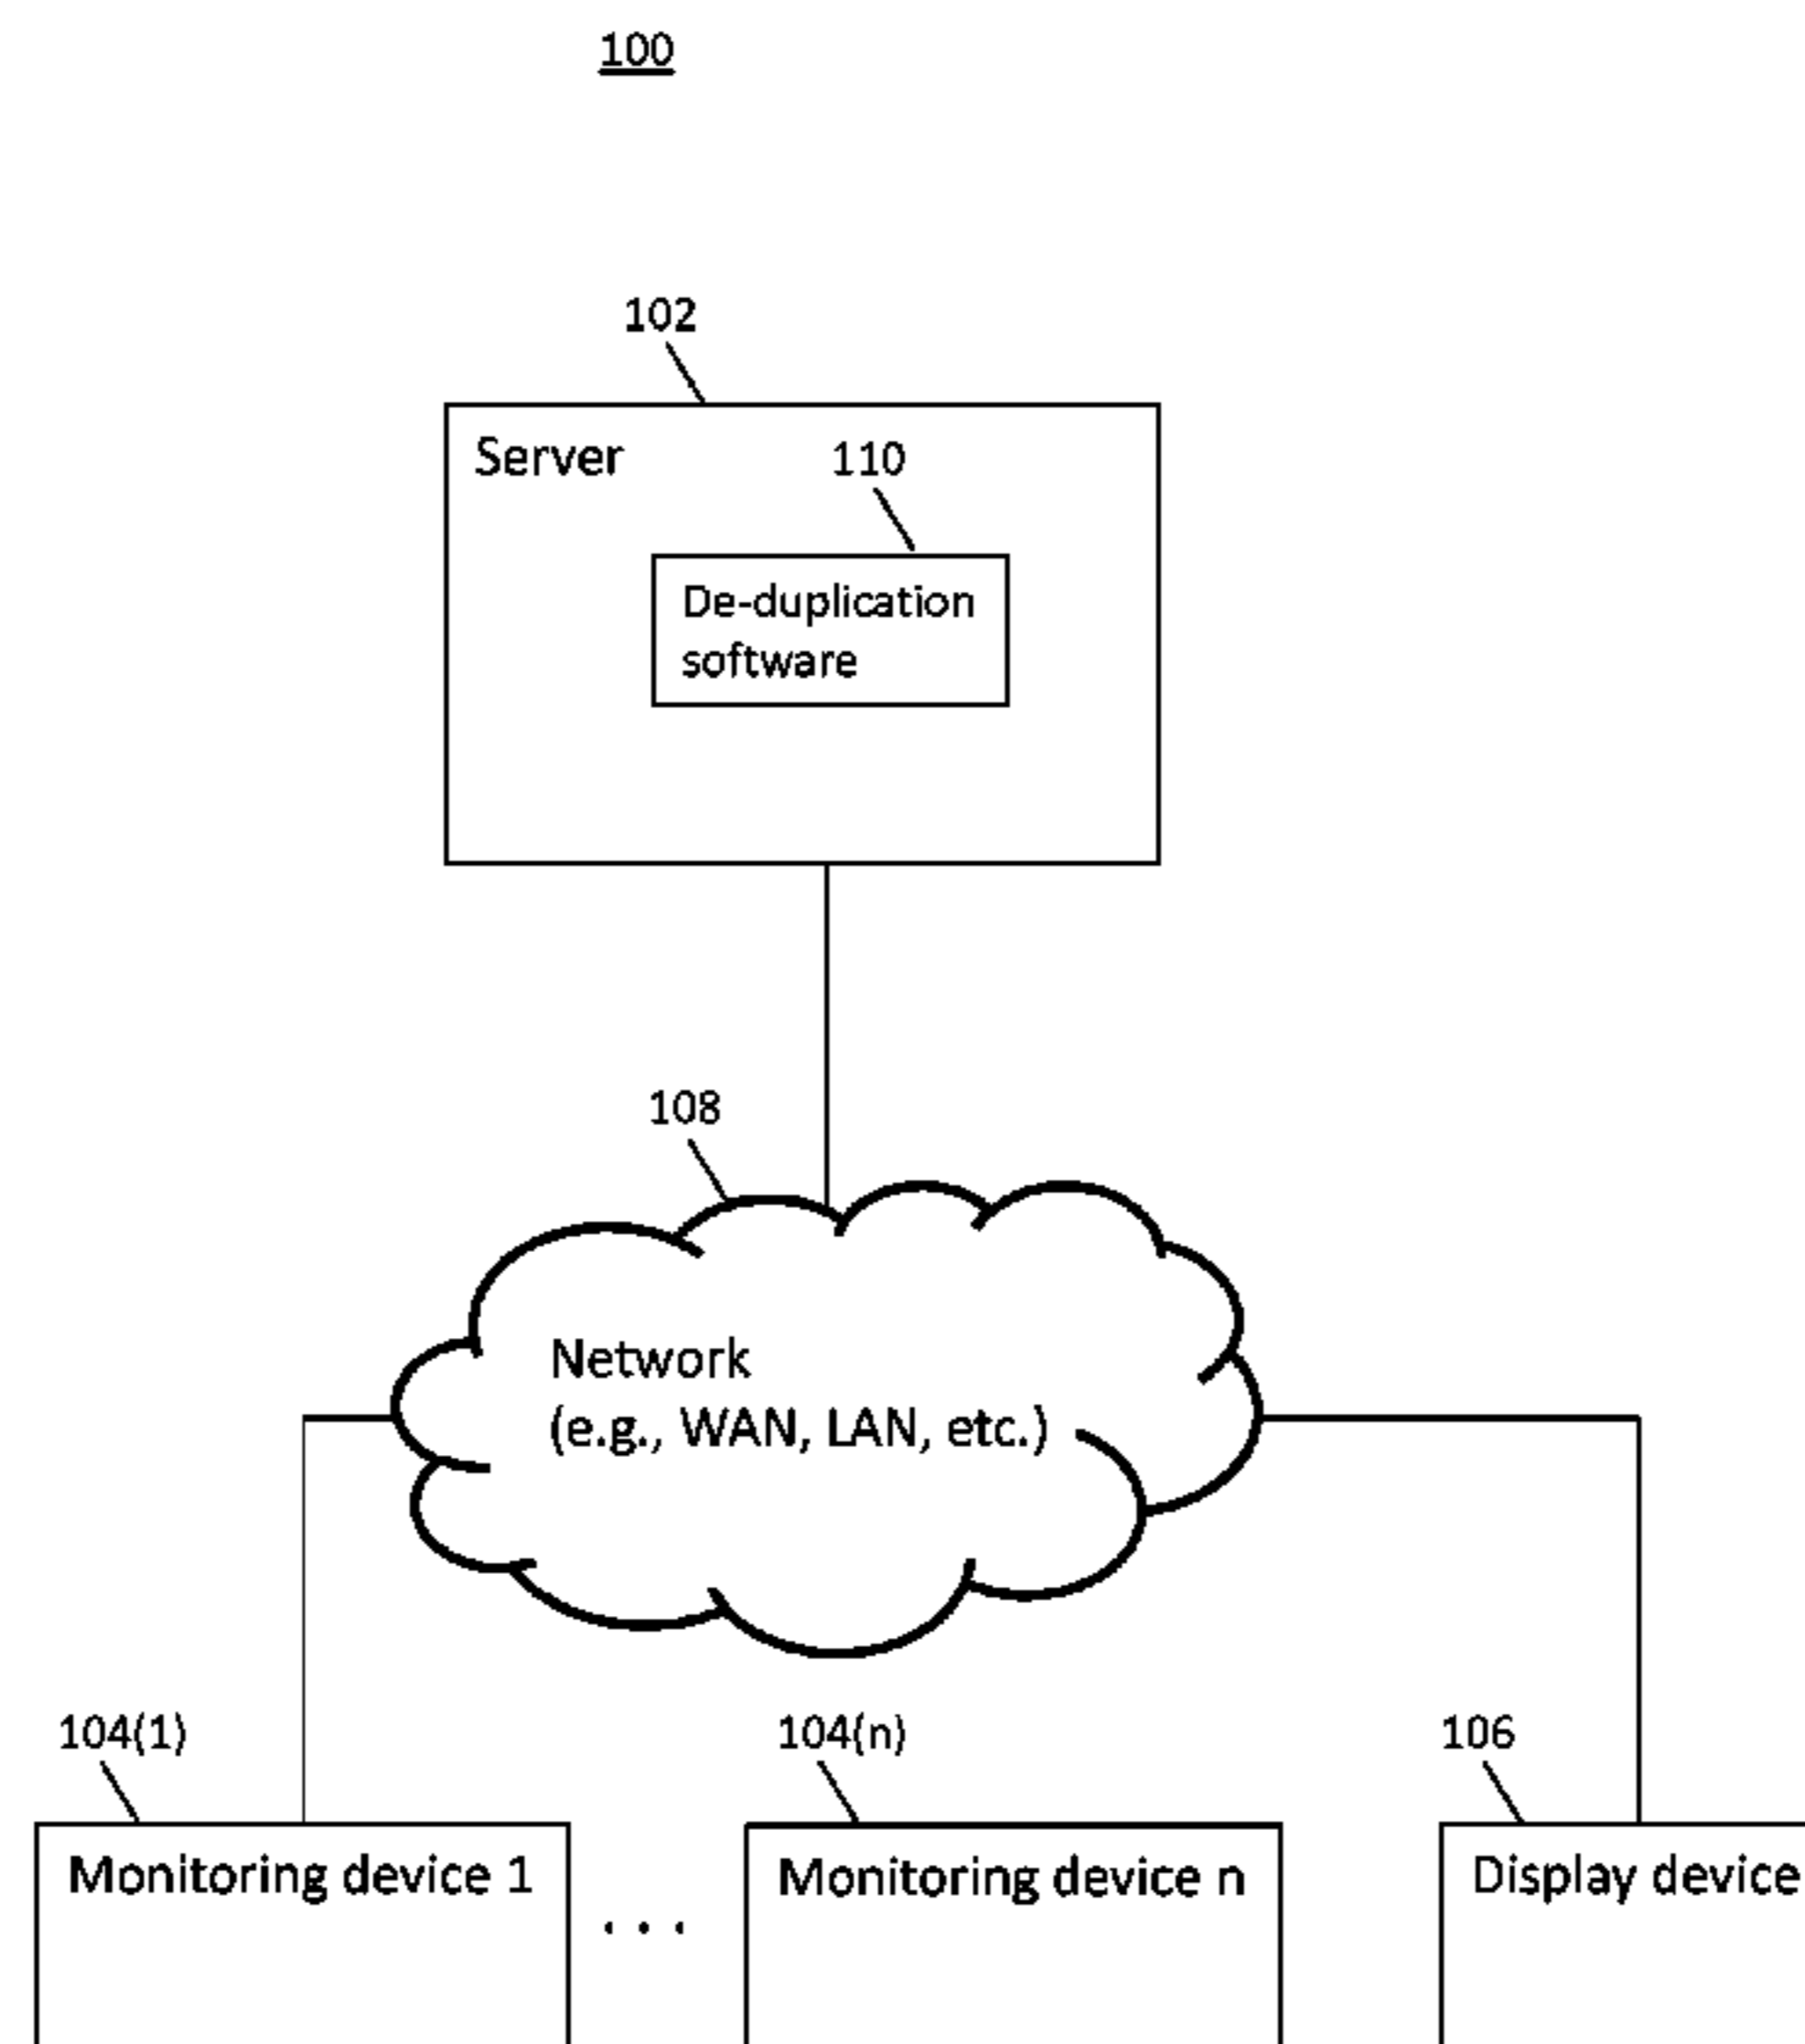 100
102
Server
110
De-duplication
software
108
Network
(e.g., WAN, LAN, etc.)
104(1)
104(n)
106
Monitoring device 1
. . .
Monitoring device n
Display device